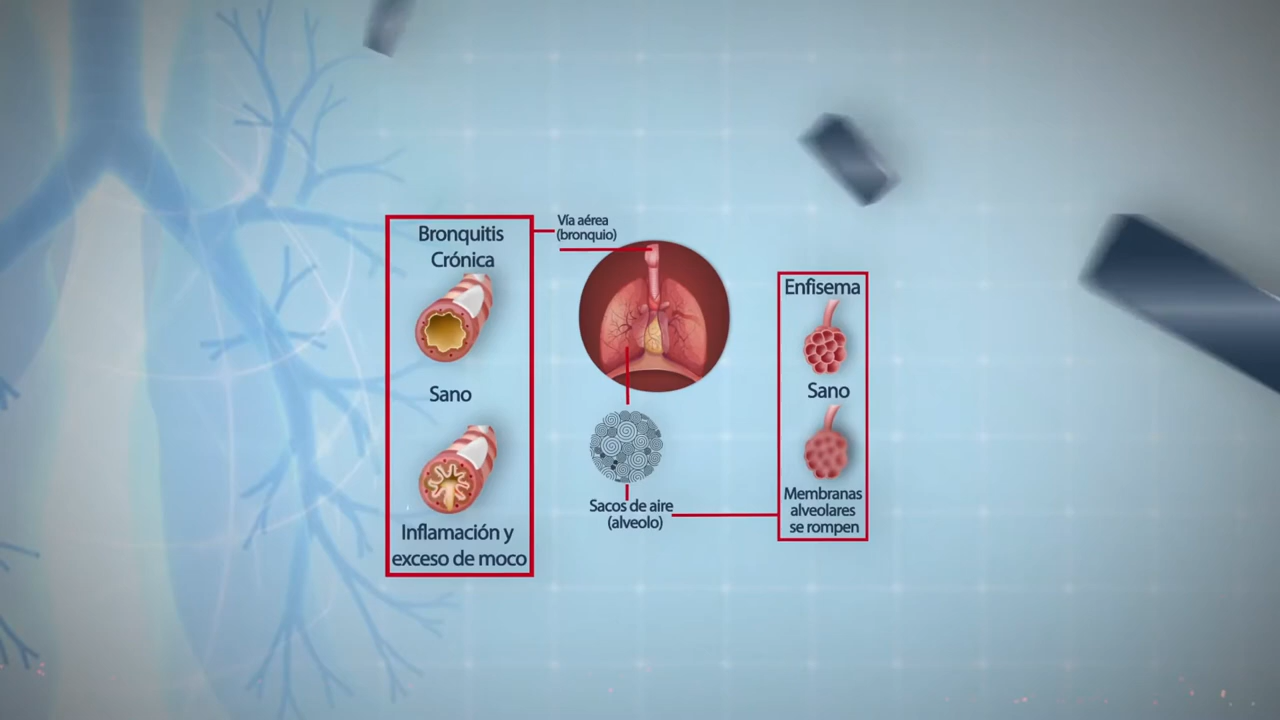 Bronquitis
Crónica
Sano
Inflamación y
exceso de moco
Vía aérea
(bronquio)
Sacos de aire
(alveolo)
Enfisema
Sano
Membranas
alveolares
se rompen